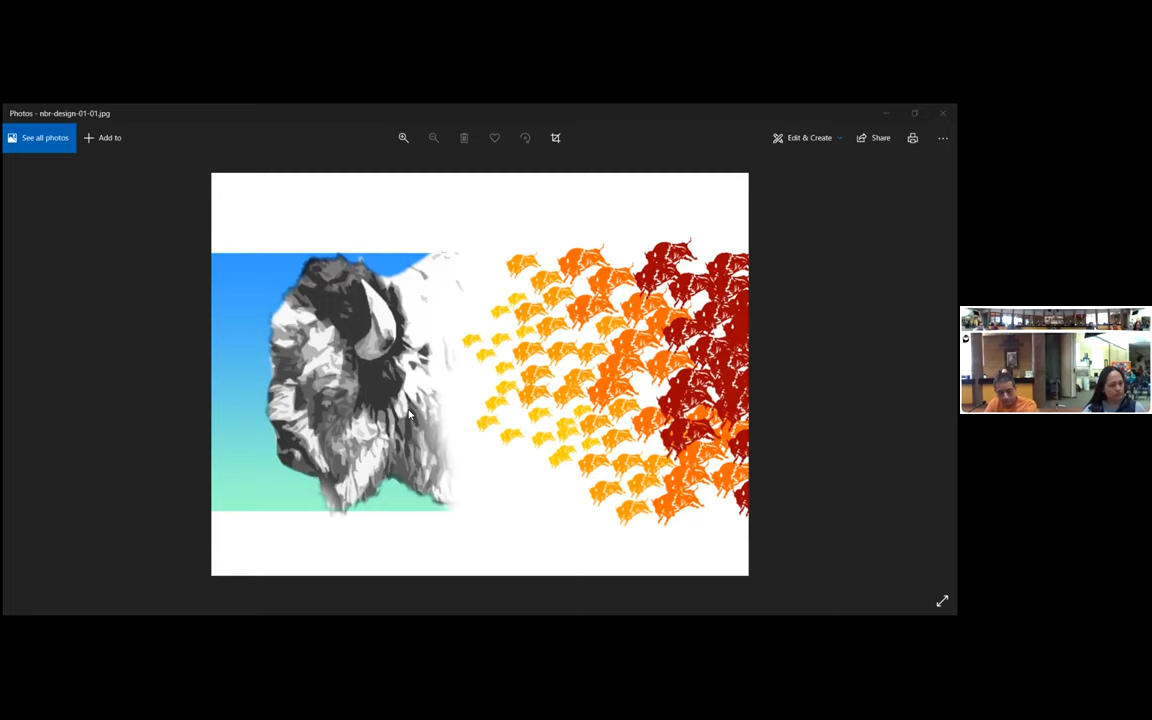 Photos - nbr-design-01-01.jpg
See all photos
Add to
Edit & Create
Share